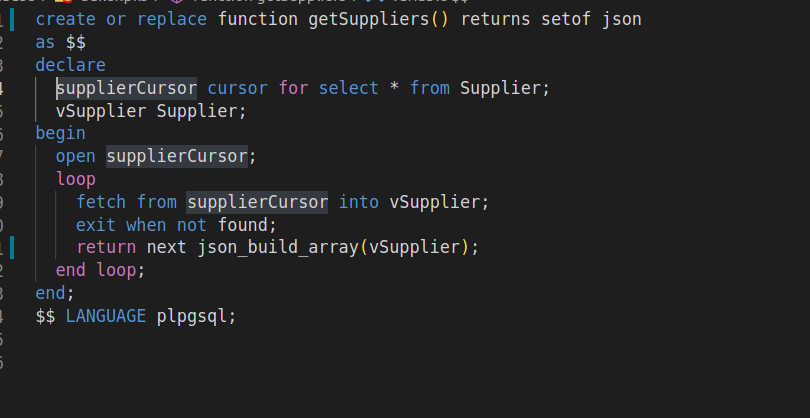 create or replace function getSuppliers() returns setof json
as $$
declare
supplierCursor cursor for select * from Supplier;
vSupplier Supplier;
begin
open supplierCursor;
loop
fetch from supplierCursor into vSupplier;
exit when not found;
return next json_build_array(vSupplier);
end loop;
end;
$$ LANGUAGE plpgsql;